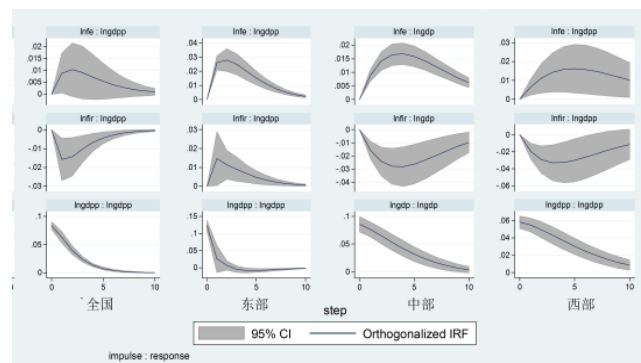 lnfe : lngdpp
lnfe : lngdpp
lnfe : lngdp
lnfe : lngdpp
.02
.015
.01
.005
0
.04
.03
.02
.01
0
.02
.015
.01
.005
0
.03
.02
.01
0
lnfir : lngdpp
lnfir : lngdpp
lnfir : lngdp
lnfir : lngdpp
0
-.01
-.02
-.03
.03
.02
.01
0
0
-.01
-.02
-.03
-.04
0
-.02
-.04
-.06
lngdpp : lngdpp
lngdpp : lngdpp
lngdp : lngdp
lngdpp : lngdpp
.1
.05
0
.15
.1
.05
0
.1
.05
0
.06
.04
.02
0
0 5 10
0 5 10
0 5 10
0 5 10
`全国
东部
中部
西部
step
95% CI
Orthogonalized IRF
impulse : response